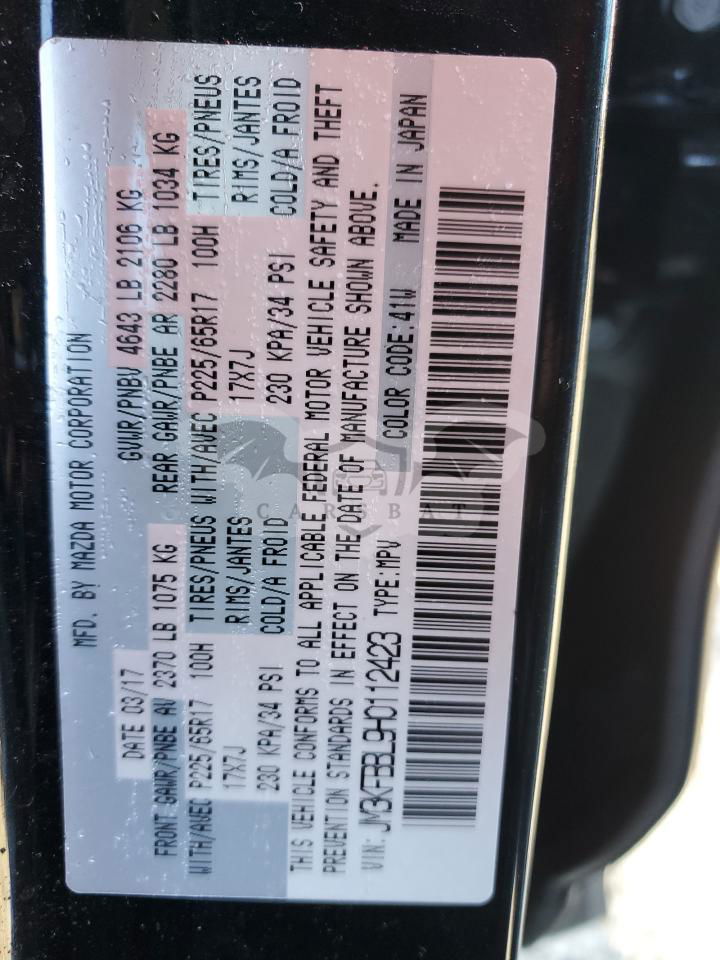 MFD. BY MAZDA MOTOR CORPORATION
DATE 03/17 GVWR/PNBV 4643 LB 2106 KG
FRONT GAWR/PNBE AV 2370 LB 1075 KG REAR GAWR/PNBE AR 2280 LB 1034 KG
WITH/AVEC P225/65R17 100H TIRES/PNEUS WITH/AVEC P225/65R17 100H TIRES/PNEUS
17X7J RIMS/JANTES 17X7J RIMS/JANTES
230 KPA/34 PSI COLD/A FROID 230 KPA/34 PSI COLD/A FROID
THIS VEHICLE CONFORMS TO ALL APPLICABLE FEDERAL MOTOR VEHICLE SAFETY AND THEFT
PREVENTION STANDARDS IN EFFECT ON THE DATE OF MANUFACTURE SHOWN ABOVE.
VIN: JM3KFBBL9H0112423 TYPE:MPV COLOR CODE:41W MADE IN JAPAN
CARSBAT